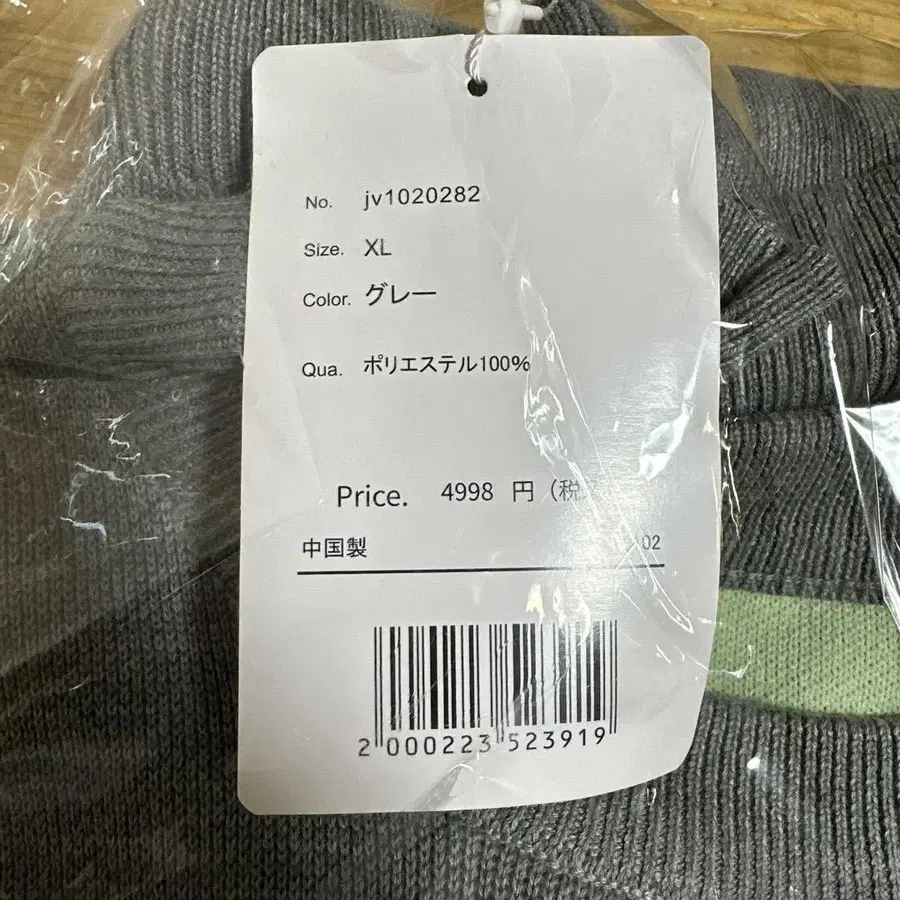 No. jv1020282
Size. XL
Color. グレー
Qua. ポリエステル100%
Price. 4998 円（税
中国製 02
2 000223 523919